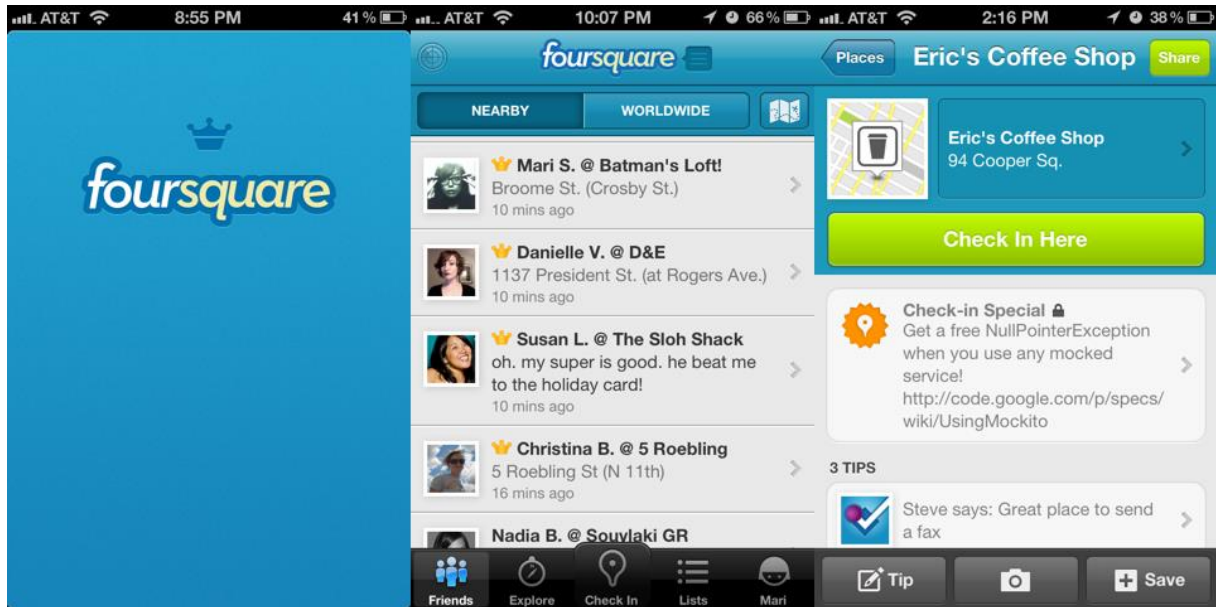 AT&T 8:55 PM 41%
foursquare
AT&T 10:07 PM 66%
foursquare
NEARBY WORLDWIDE
Mari S. @ Batman's Loft!
Broome St. (Crosby St.)
10 mins ago
Danielle V. @ D&E
1137 President St. (at Rogers Ave.)
10 mins ago
Susan L. @ The Sloh Shack
oh. my super is good. he beat me
to the holiday card!
10 mins ago
Christina B. @ 5 Roebling
5 Roebling St (N 11th)
16 mins ago
Nadia B. @ Souvlaki GR
Friends Explore Check In Lists Mari
AT&T 2:16 PM 38%
Places Eric's Coffee Shop Share
Eric's Coffee Shop
94 Cooper Sq.
Check In Here
Check-in Special
Get a free NullPointerException
when you use any mocked
service!
http://code.google.com/p/specs/
wiki/UsingMockito
3 TIPS
Steve says: Great place to send
a fax
Tip Save